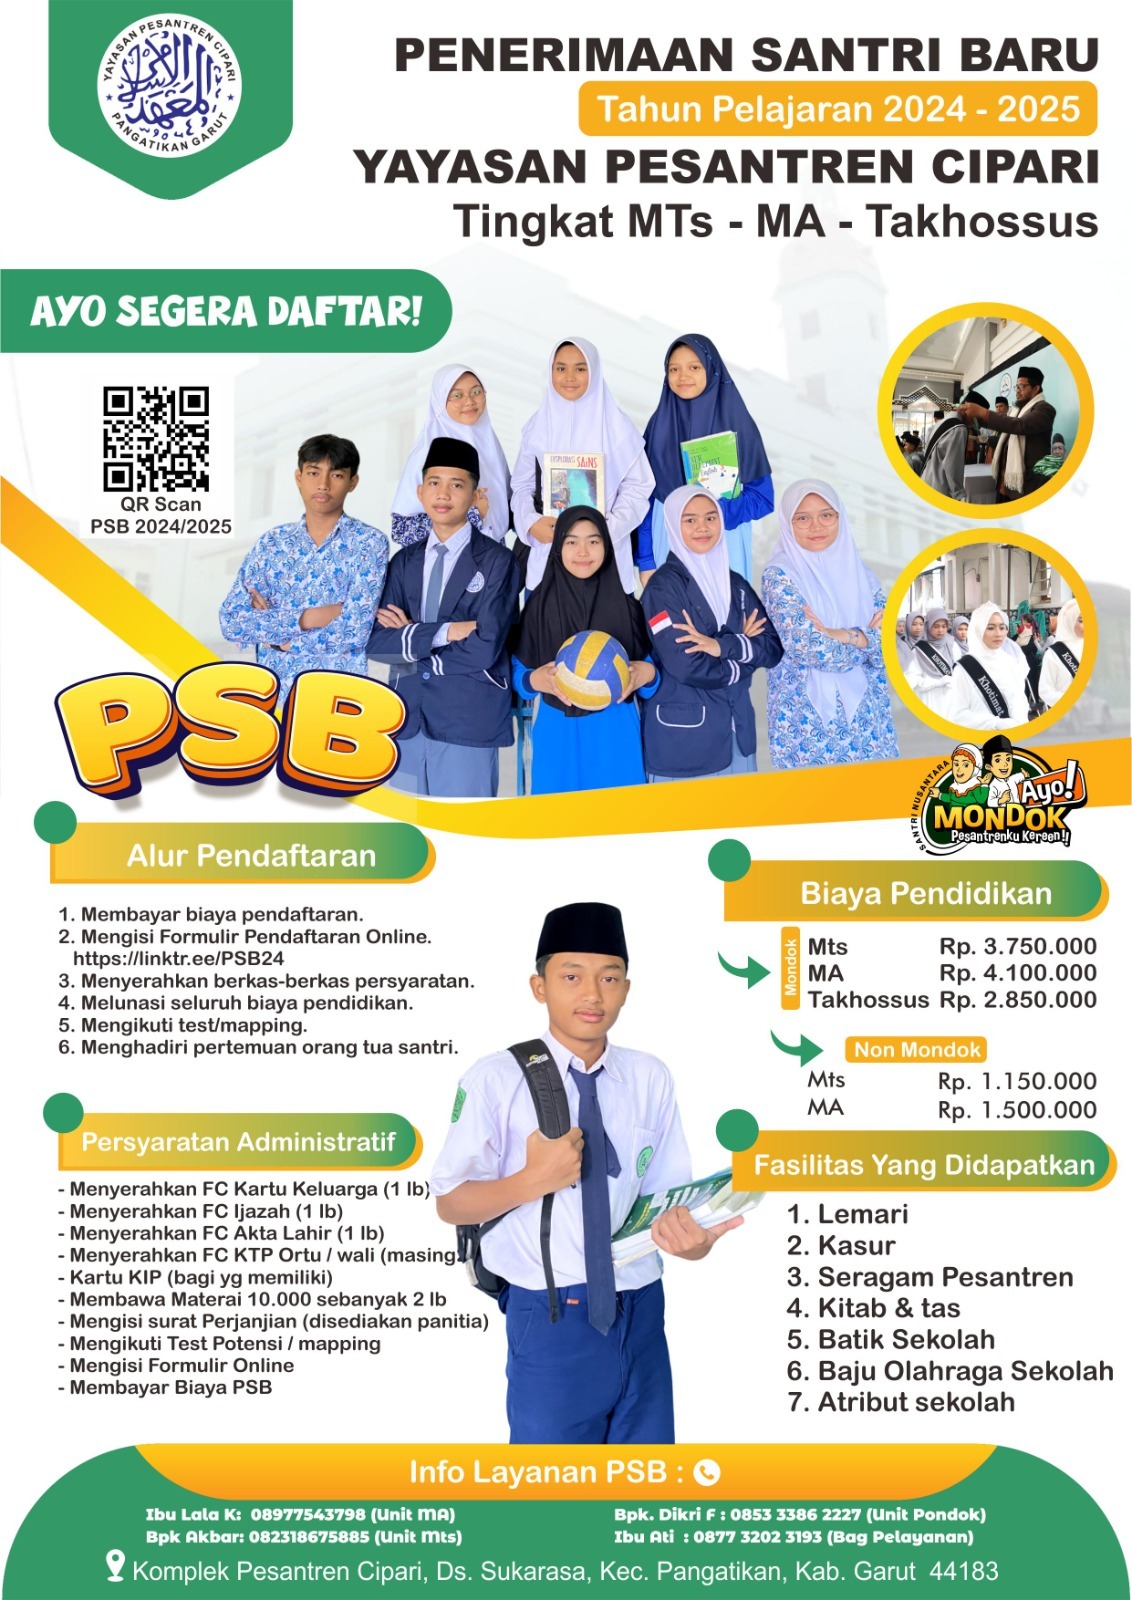 YAYASAN PESANTREN CIPARI
PANGATIKAN GARUT
PENERIMAAN SANTRI BARU
Tahun Pelajaran 2024 - 2025
YAYASAN PESANTREN CIPARI
Tingkat MTs - MA - Takhossus
AYO SEGERA DAFTAR!
QR Scan
PSB 2024/2025
EKSPLORASI SAINS
Khotimat
PSB
SANTRI NUSANTARA
Ayo!
MONDOK
Pesantrenku Kereen!!
Alur Pendaftaran
1. Membayar biaya pendaftaran.
2. Mengisi Formulir Pendaftaran Online.
https://linktr.ee/PSB24
3. Menyerahkan berkas-berkas persyaratan.
4. Melunasi seluruh biaya pendidikan.
5. Mengikuti test/mapping.
6. Menghadiri pertemuan orang tua santri.
Persyaratan Administratif
- Menyerahkan FC Kartu Keluarga (1 lb)
- Menyerahkan FC Ijazah (1 lb)
- Menyerahkan FC Akta Lahir (1 lb)
- Menyerahkan FC KTP Ortu / wali (masing
- Kartu KIP (bagi yg memiliki)
- Membawa Materai 10.000 sebanyak 2 lb
- Mengisi surat Perjanjian (disediakan panitia)
- Mengikuti Test Potensi / mapping
- Mengisi Formulir Online
- Membayar Biaya PSB
Biaya Pendidikan
Mondok
Mts Rp. 3.750.000
MA Rp. 4.100.000
Takhossus Rp. 2.850.000
Non Mondok
Mts Rp. 1.150.000
MA Rp. 1.500.000
Fasilitas Yang Didapatkan
1. Lemari
2. Kasur
3. Seragam Pesantren
4. Kitab & tas
5. Batik Sekolah
6. Baju Olahraga Sekolah
7. Atribut sekolah
Info Layanan PSB :
Ibu Lala K: 08977543798 (Unit MA)
Bpk Akbar: 082318675885 (Unit Mts)
Bpk. Dikri F : 0853 3386 2227 (Unit Pondok)
Ibu Ati : 0877 3202 3193 (Bag Pelayanan)
Komplek Pesantren Cipari, Ds. Sukarasa, Kec. Pangatikan, Kab. Garut 44183